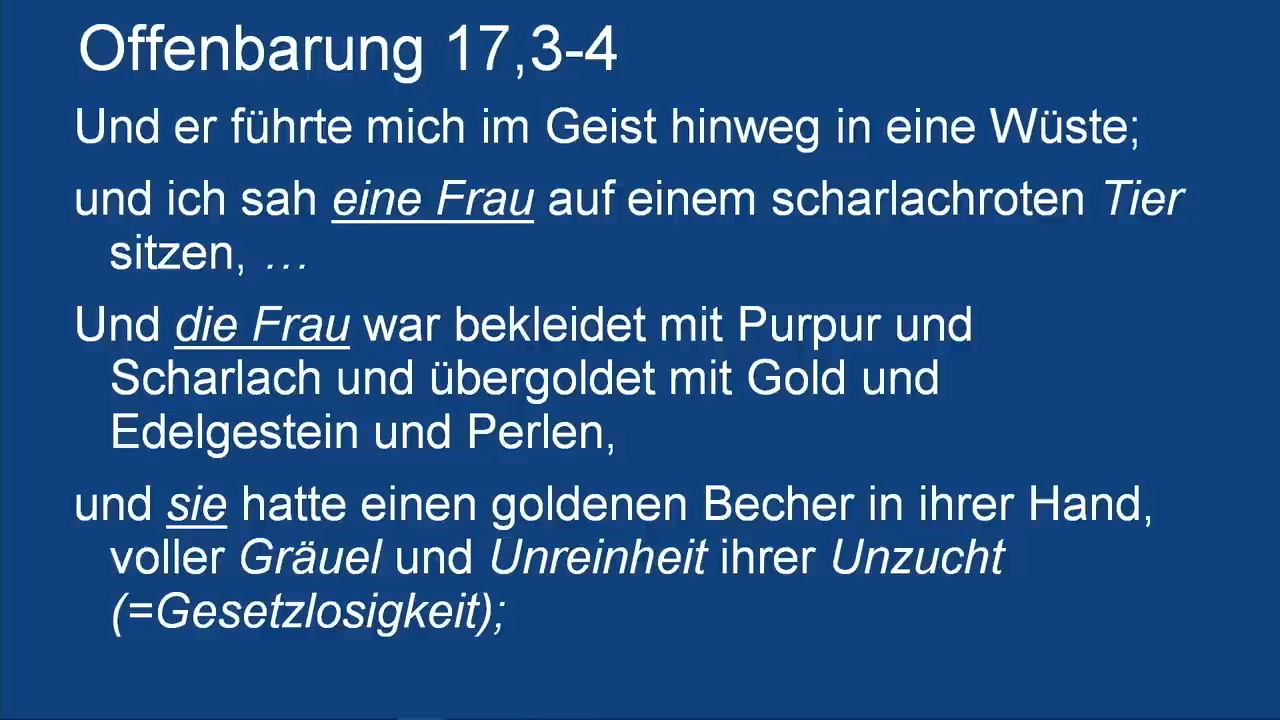 Offenbarung 17,3-4
Und er führte mich im Geist hinweg in eine Wüste;
und ich sah eine Frau auf einem scharlachroten Tier
sitzen, …
Und die Frau war bekleidet mit Purpur und
Scharlach und übergoldet mit Gold und
Edelgestein und Perlen,
und sie hatte einen goldenen Becher in ihrer Hand,
voller Gräuel und Unreinheit ihrer Unzucht
(=Gesetzlosigkeit);